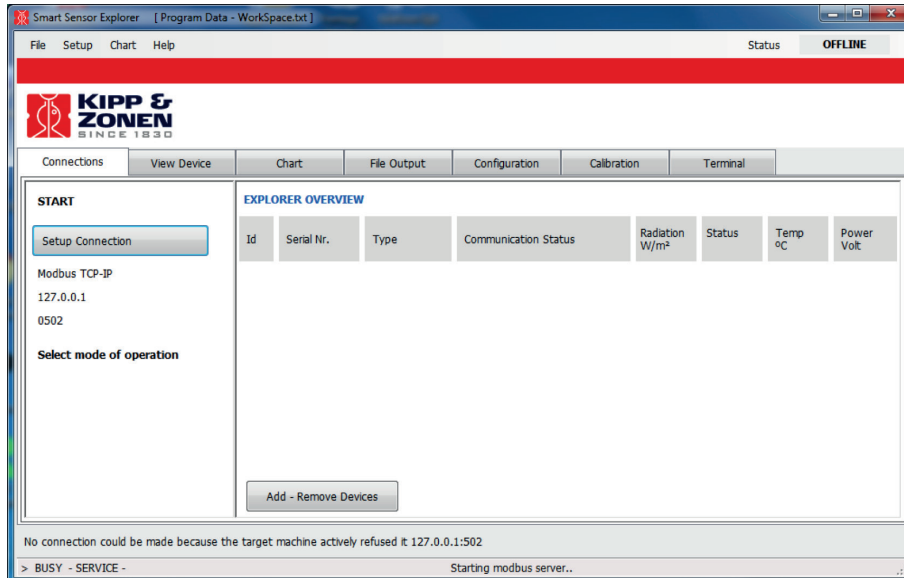 Smart Sensor Explorer [ Program Data - WorkSpace.txt ]
File Setup Chart Help Status OFFLINE
KIPP &
ZONEN
SINCE 1830
Connections View Device Chart File Output Configuration Calibration Terminal
START
Setup Connection
Modbus TCP-IP
127.0.0.1
0502
Select mode of operation
EXPLORER OVERVIEW
Id Serial Nr. Type Communication Status Radiation W/m² Status Temp ºC Power Volt
Add - Remove Devices
No connection could be made because the target machine actively refused it 127.0.0.1:502
> BUSY - SERVICE - Starting modbus server..